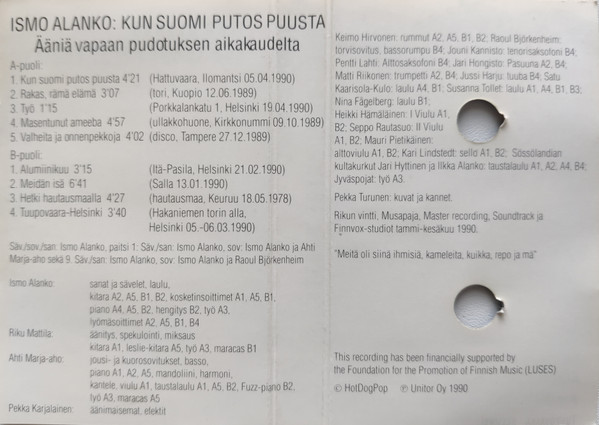 ISMO ALANKO: KUN SUOMI PUTOS PUUSTA
Ääniä vapaan pudotuksen aikakaudelta
A-puoli:
1. Kun suomi putos puusta 4'21 (Hattuvaara, Ilomantsi 05.04.1990)
2. Rakas, rämä elämä 3'07 (tori, Kuopio 12.06.1989)
3. Työ 1'15 (Porkkalankatu 1, Helsinki 19.04.1990)
4. Masentunut ameeba 4'57 (ullakkohuone, Kirkkonummi 09.10.1989)
5. Valheita ja onnenpekkoja 4'02 (disco, Tampere 27.12.1989)
B-puoli:
1. Alumiinikuu 3'15 (Itä-Pasila, Helsinki 21.02.1990)
2. Meidän isä 6'41 (Salla 13.01.1990)
3. Hetki hautausmaalla 4'27 (hautausmaa, Keuruu 18.05.1978)
4. Tuupovaara-Helsinki 3'40 (Hakaniemen torin alla,
Helsinki 05.-06.03.1990)
Säv./sov./san: Ismo Alanko, paitsi 1: Säv./san: Ismo Alanko, sov: Ismo Alanko ja Ahti
Marja-aho sekä 9. Säv./san: Ismo Alanko, sov: Ismo Alanko ja Raoul Björkenheim
Ismo Alanko: sanat ja sävelet, laulu,
kitara A2, A5, B1, B2, kosketinsoittimet A1, A5, B1,
piano A4, B2, hengitys B2, työ A3,
lyömäsoittimet A2, A5, B1, B4
Riku Mattila: äänitys, spekulointi, miksaus
kitara A1, leslie-kitara A5, työ A3, maracas B1
Ahti Marja-aho: jousi- ja kuorosovitukset, basso,
piano A1, A2, A5, mandoliini, harmoni,
kantele, viulu A1, taustalaulu A1, A5, B2, Fuzz-piano B2,
työ A3, maracas A5
Pekka Karjalainen: äänimaisemat, efektit
Keimo Hirvonen: rummut A2, A5, B1, B2; Raoul Björkenheim:
torvisovitus, bassorumpu B4; Jouni Kannisto: tenorisaksofoni B4;
Pentti Lahti: Alttosaksofoni B4; Jari Hongisto: Pasuuna A2, B4;
Matti Riikonen: trumpetti A2, B4; Jussi Harju: tuuba B4; Satu
Kaarisola-Kulo: laulu A4, B1; Susanna Tollet: laulu A1, A4, B1, B3;
Nina Fågelberg: laulu B1;
Heikki Hämäläinen: I Viulu A1,
B2; Seppo Rautasuo: II Viulu
A1, B2; Mauri Pietikäinen:
alttoviulu A1, B2; Kari Lindstedt: sello A1, B2; Sössölandian
kultakurkut Jari Hyttinen ja Ilkka Alanko: taustalaulu A1, A2, A4, B4;
Jyväspojat: työ A3.
Pekka Turunen: kuvat ja kannet.
Rikun vintti, Musapaja, Master recording, Soundtrack ja
Finnvox-studiot tammi-kesäkuu 1990.
"Meitä oli siinä ihmisiä, kameleita, kuikka, repo ja mä"
This recording has been financially supported by
the Foundation for the Promotion of Finnish Music (LUSES)
© HotDogPop ℗ Unitor Oy 1990